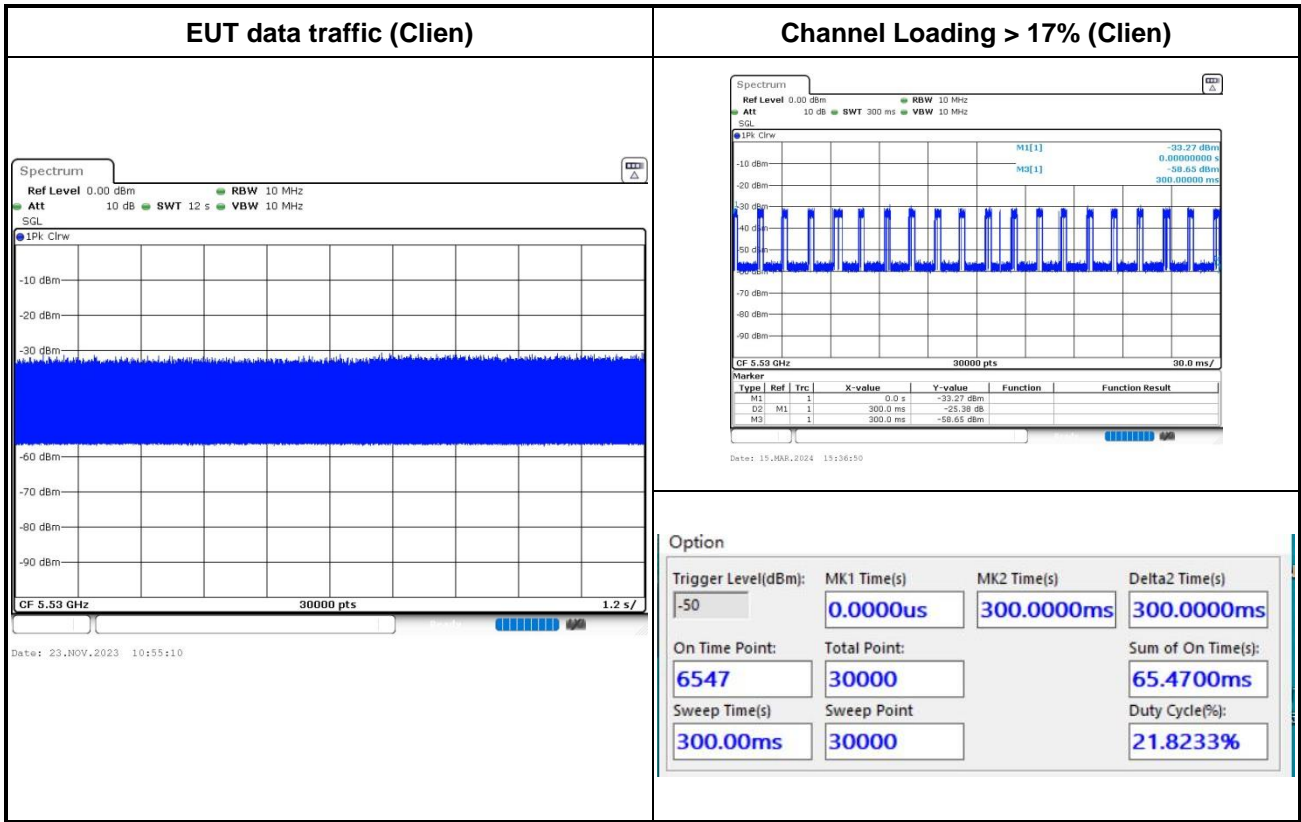 EUT data traffic (Clien)
Channel Loading > 17% (Clien)
Spectrum
Ref Level 0.00 dBm RBW 10 MHz
Att 10 dB SWT 12 s VBW 10 MHz
SGL
1Pk Clrw
-10 dBm
-20 dBm
-30 dBm
-60 dBm
-70 dBm
-80 dBm
-90 dBm
CF 5.53 GHz 30000 pts 1.2 s/
Date: 23.NOV.2023 10:55:10
Spectrum
Ref Level 0.00 dBm RBW 10 MHz
Att 10 dB SWT 300 ms VBW 10 MHz
SGL
1Pk Clrw
M1[1] -33.27 dBm
0.00000000 s
M3[1] -58.65 dBm
300.00000 ms
-10 dBm
-20 dBm
-70 dBm
-80 dBm
-90 dBm
CF 5.53 GHz 30000 pts 30.0 ms/
Marker
Type Ref Trc X-value Y-value Function Function Result
M1 1 0.0 s -33.27 dBm
D2 M1 1 300.0 ms -25.38 dB
M3 1 300.0 ms -58.65 dBm
Date: 15.MAR.2024 15:36:50
Option
Trigger Level(dBm): MK1 Time(s) MK2 Time(s) Delta2 Time(s)
-50 0.0000us 300.0000ms 300.0000ms
On Time Point: Total Point: Sum of On Time(s):
6547 30000 65.4700ms
Sweep Time(s) Sweep Point Duty Cycle(%):
300.00ms 30000 21.8233%